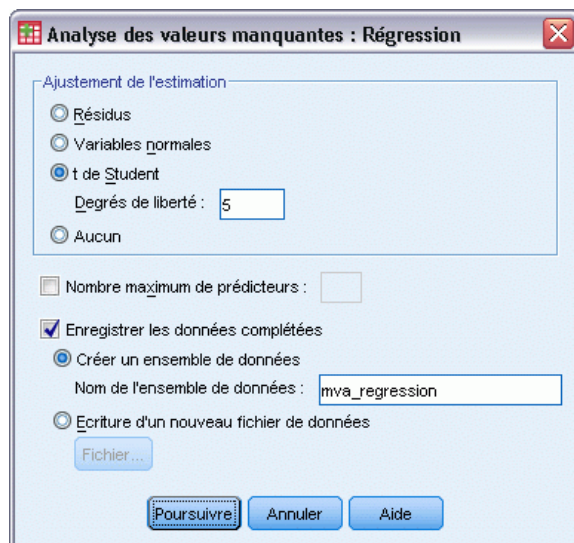 Analyse des valeurs manquantes : Régression
Ajustement de l'estimation
Résidus
Variables normales
t de Student
Degrés de liberté : 5
Aucun
Nombre maximum de prédicteurs :
Enregistrer les données complétées
Créer un ensemble de données
Nom de l'ensemble de données : mva_regression
Ecriture d'un nouveau fichier de données
Fichier...
Poursuivre Annuler Aide